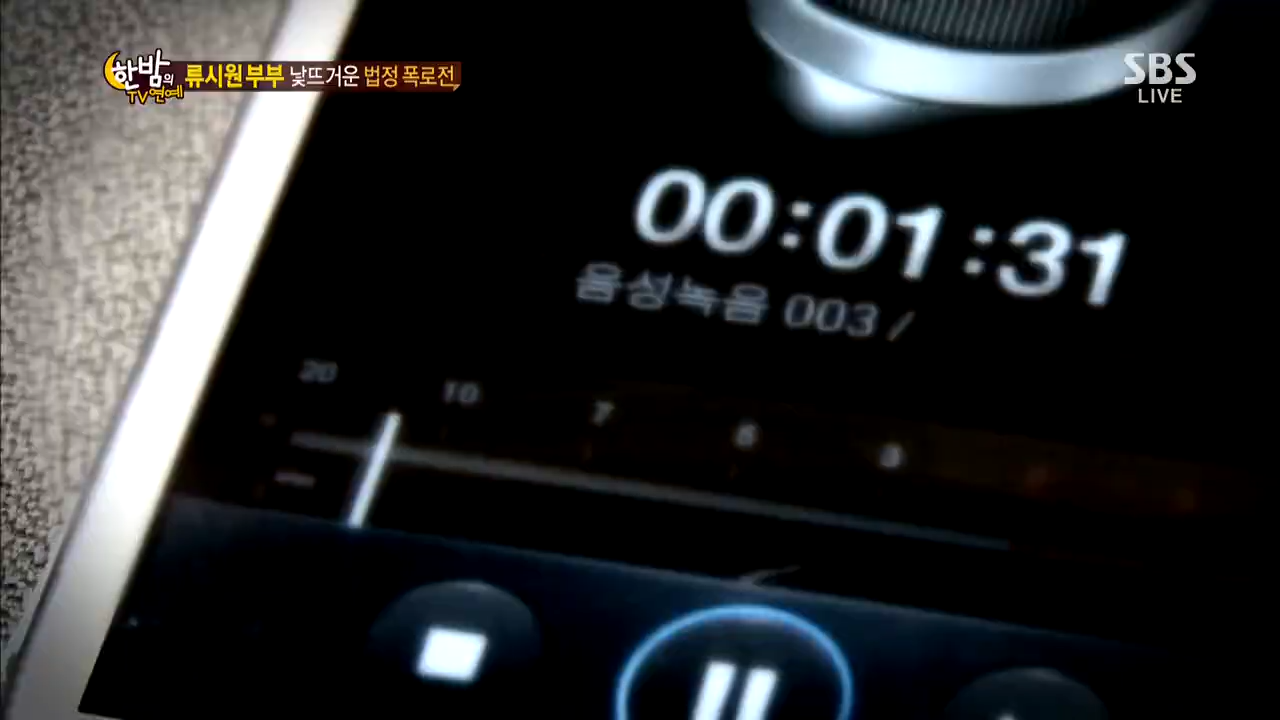 한밤의 TV연예
류시원 부부 낯뜨거운 법정 폭로전
SBS
LIVE
00:01:31
음성녹음 003 /
20 10 7 5 3